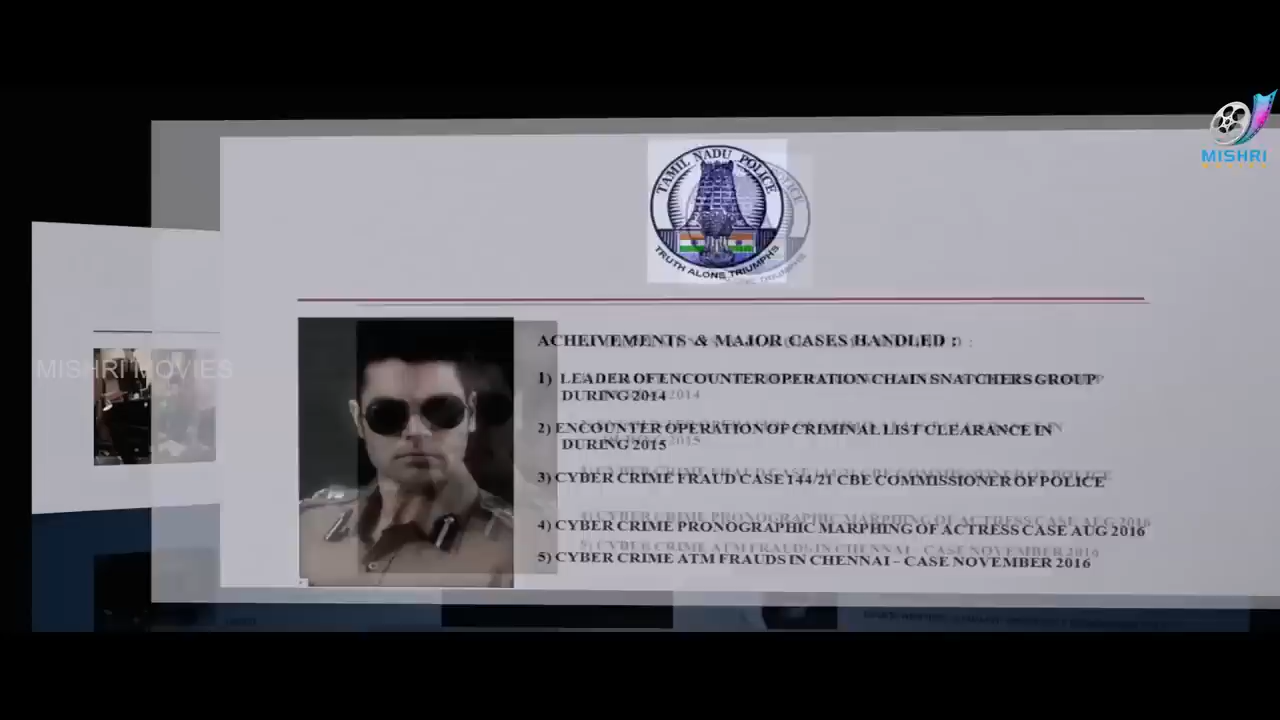 MISHRI
TAMIL NADU POLICE
TRUTH ALONE TRIUMPHS
MISHRI MOVIES
ACHEIVEMENTS & MAJOR CASES HANDLED :
1) LEADER OF ENCOUNTER OPERATION CHAIN SNATCHERS GROUP
DURING 2014
2) ENCOUNTER OPERATION OF CRIMINAL LIST CLEARANCE IN
DURING 2015
3) CYBER CRIME FRAUD CASE 144/21 CBE COMMISSIONER OF POLICE
4) CYBER CRIME PRONOGRAPHIC MARPHING OF ACTRESS CASE AUG 2016
5) CYBER CRIME ATM FRAUDS IN CHENNAI – CASE NOVEMBER 2016